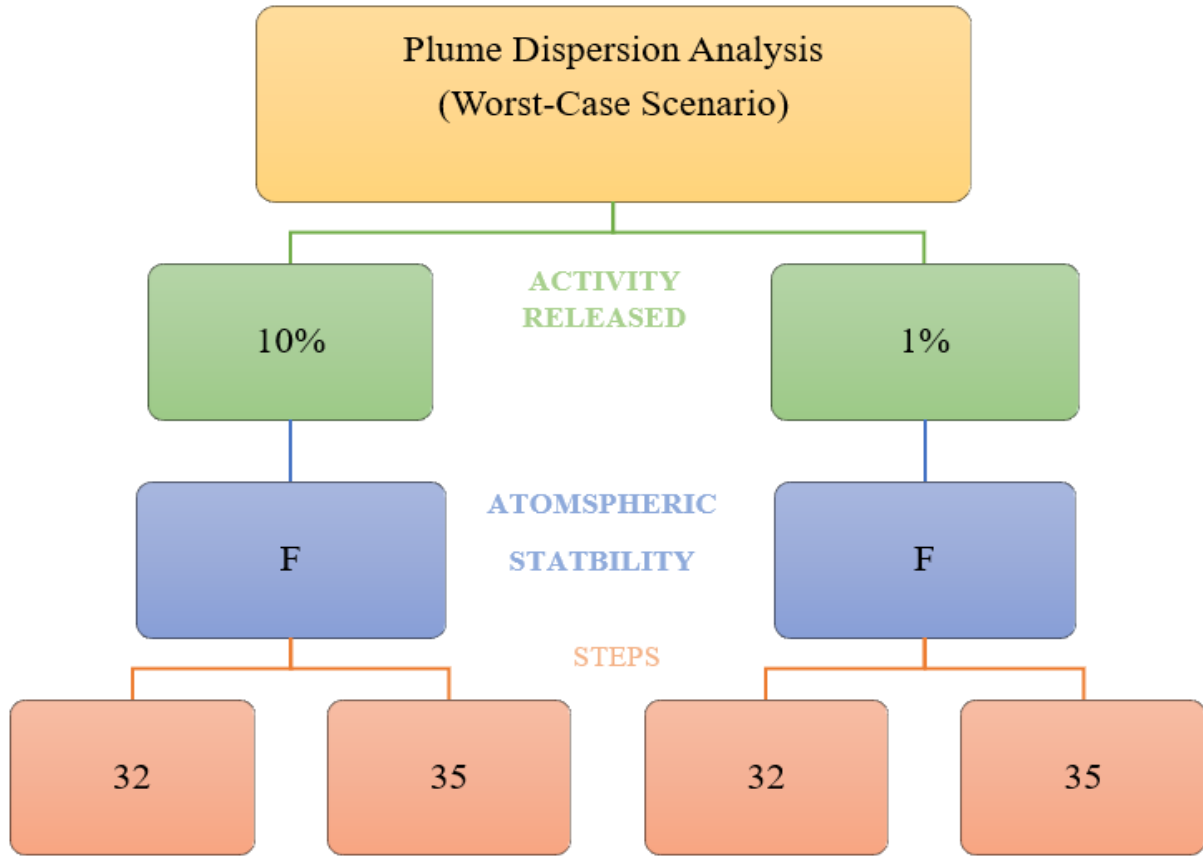 Plume Dispersion Analysis
(Worst-Case Scenario)
ACTIVITY
RELEASED
10%
1%
ATOMSPHERIC
STATBILITY
F
F
STEPS
32
35
32
35